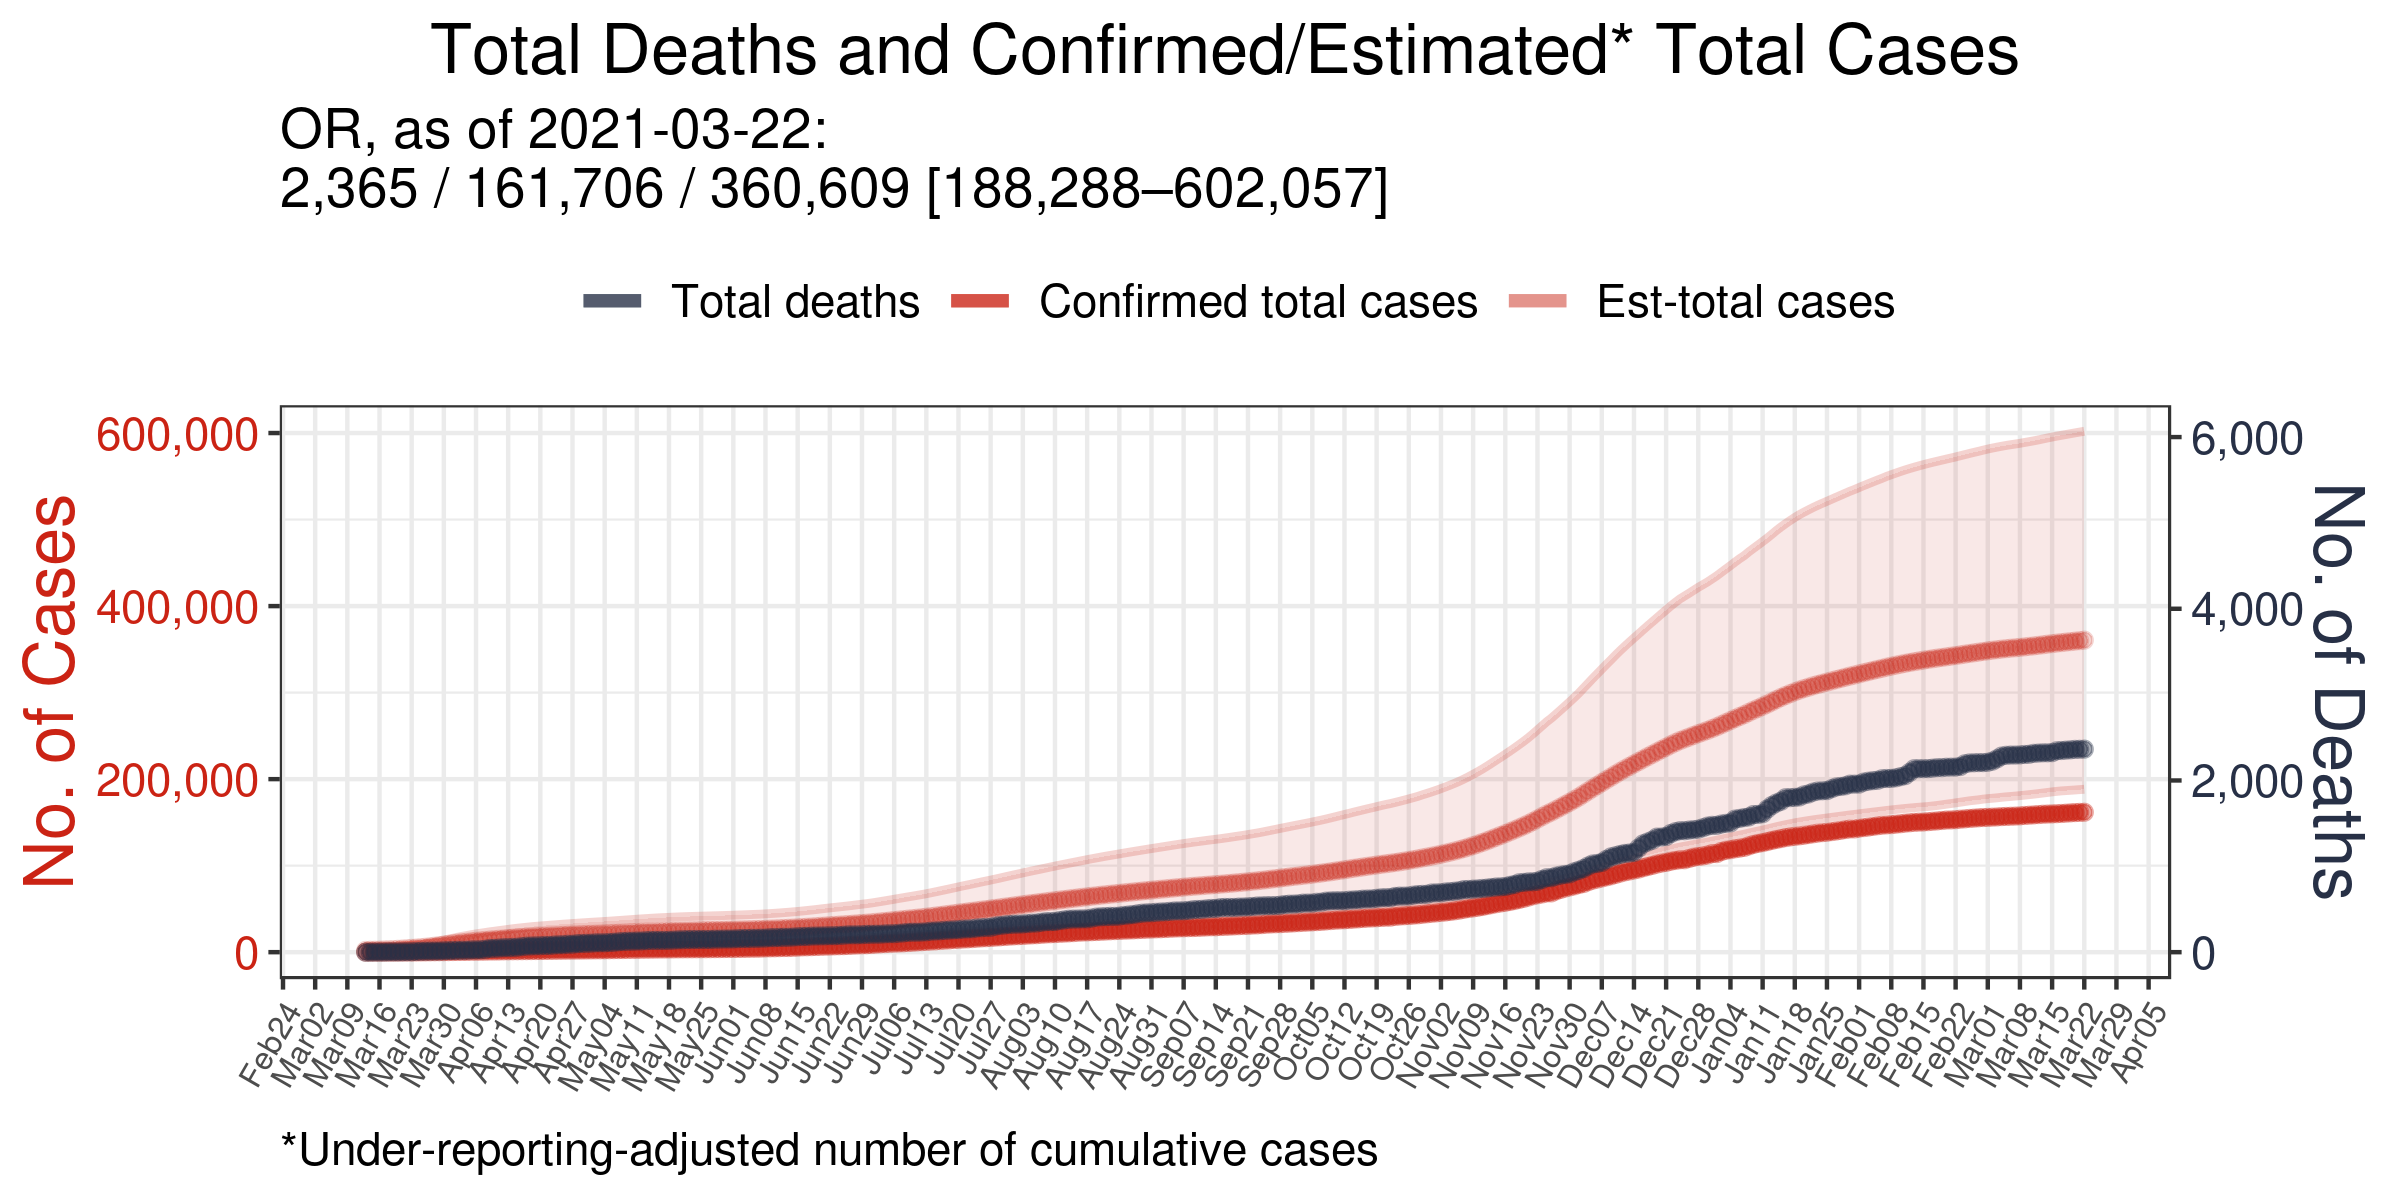 Total Deaths and Confirmed/Estimated* Total Cases
OR, as of 2021-03-22:
2,365 / 161,706 / 360,609 [188,288–602,057]
Total deaths
Confirmed total cases
Est-total cases
No. of Cases
600,000
400,000
200,000
0
6,000
4,000
2,000
0
No. of Deaths
Feb24
Mar02
Mar09
Mar16
Mar23
Mar30
Apr06
Apr13
Apr20
Apr27
May04
May11
May18
May25
Jun01
Jun08
Jun15
Jun22
Jun29
Jul06
Jul13
Jul20
Jul27
Aug03
Aug10
Aug17
Aug24
Aug31
Sep07
Sep14
Sep21
Sep28
Oct05
Oct12
Oct19
Oct26
Nov02
Nov09
Nov16
Nov23
Nov30
Dec07
Dec14
Dec21
Dec28
Jan04
Jan11
Jan18
Jan25
Feb01
Feb08
Feb15
Feb22
Mar01
Mar08
Mar15
Mar22
Mar29
Apr05
*Under-reporting-adjusted number of cumulative cases